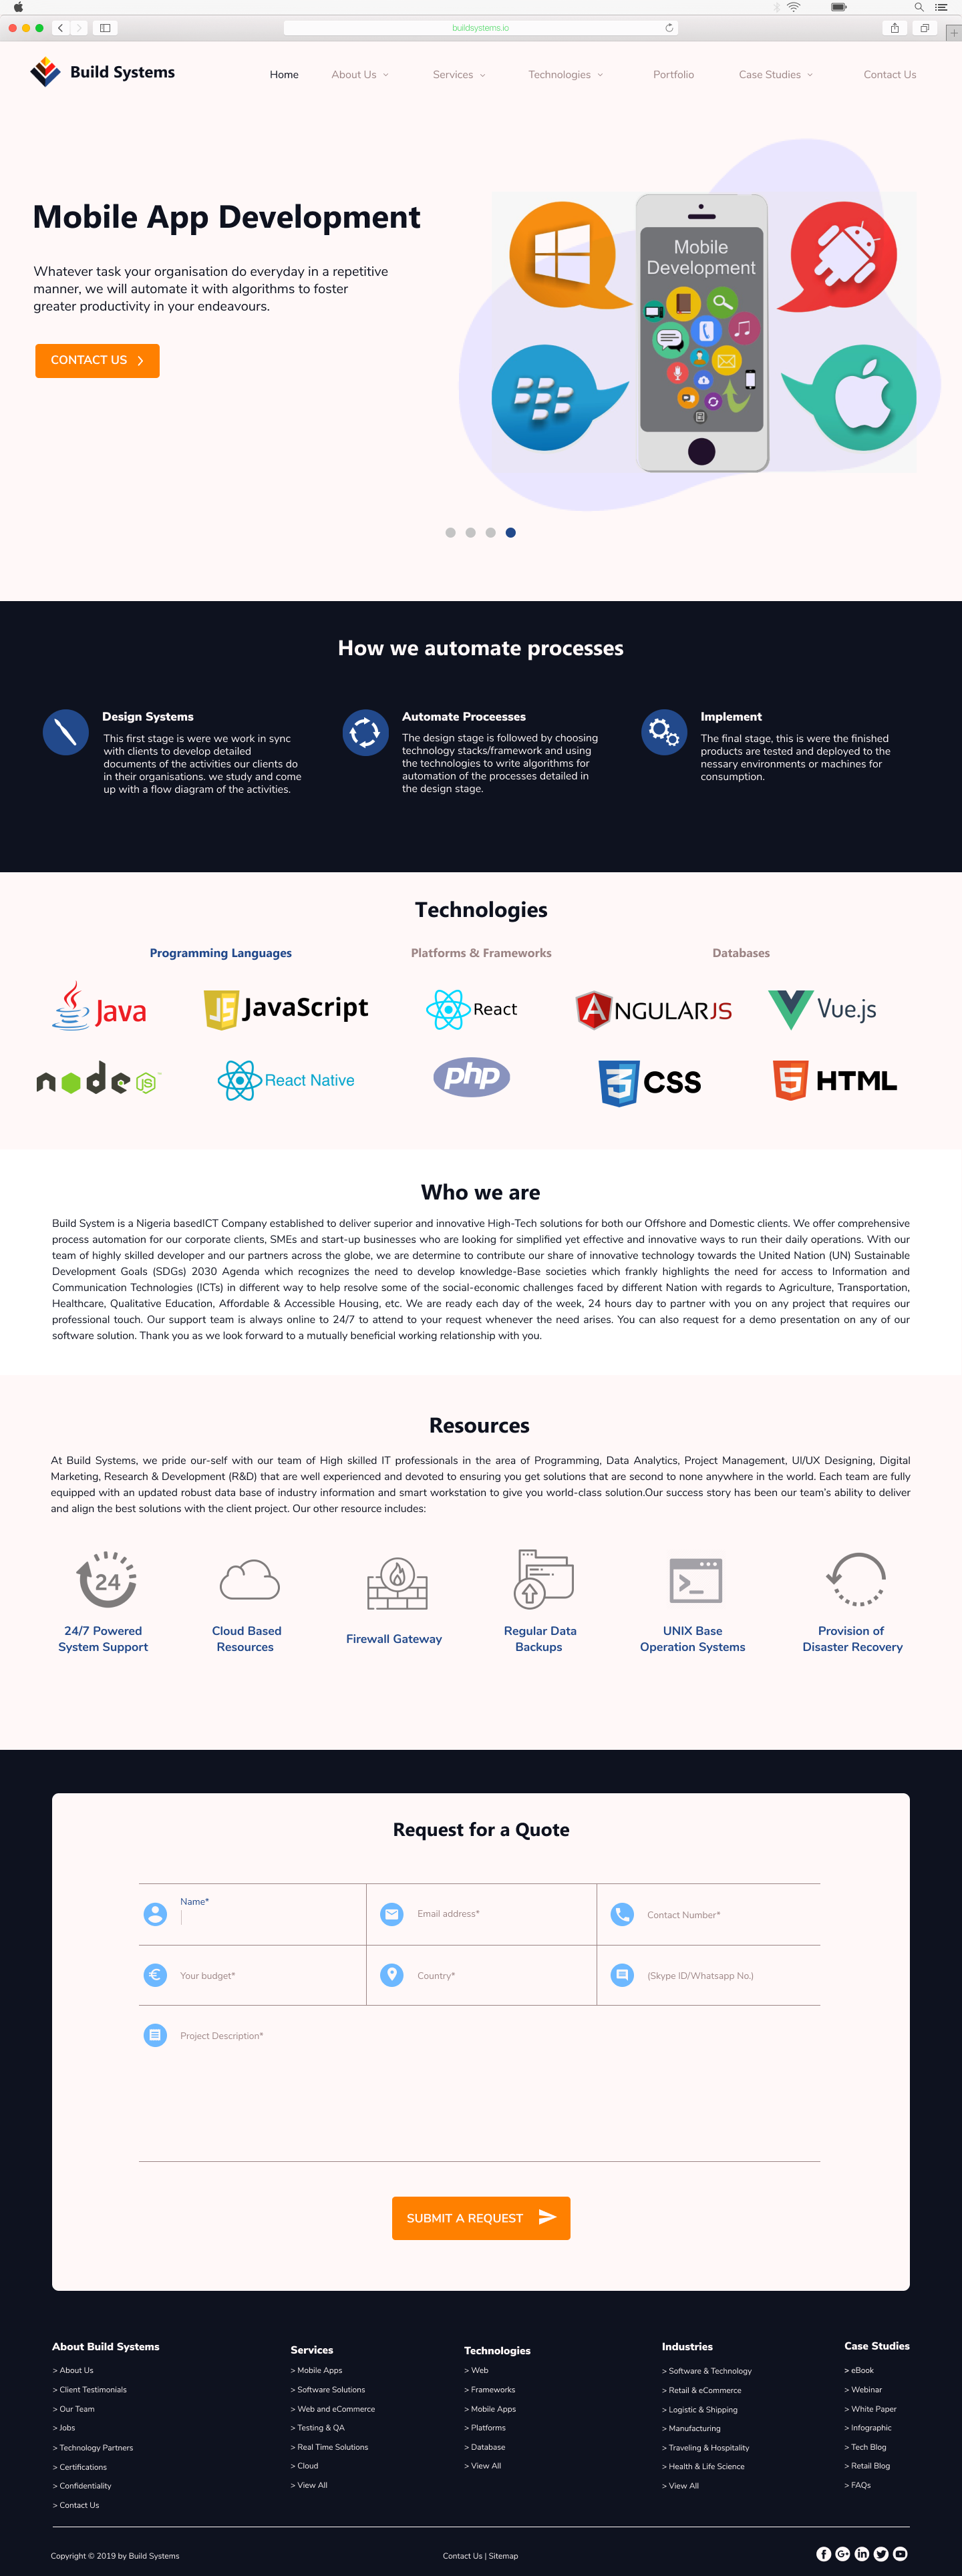 buildsystems.io
Build Systems
Home
About Us
Services
Technologies
Portfolio
Case Studies
Contact Us
Mobile App Development
Whatever task your organisation do everyday in a repetitive
manner, we will automate it with algorithms to foster
greater productivity in your endeavours.
CONTACT US
Mobile
Development
How we automate processes
Design Systems
This first stage is were we work in sync
with clients to develop detailed
documents of the activities our clients do
in their organisations. we study and come
up with a flow diagram of the activities.
Automate Proceesses
The design stage is followed by choosing
technology stacks/framework and using
the technologies to write algorithms for
automation of the processes detailed in
the design stage.
Implement
The final stage, this is were the finished
products are tested and deployed to the
nessary environments or machines for
consumption.
Technologies
Programming Languages
Platforms & Frameworks
Databases
Java
JS JavaScript
React
ANGULARJS
Vue.js
node JS
React Native
php
3 CSS
5 HTML
Who we are
Build System is a Nigeria basedICT Company established to deliver superior and innovative High-Tech solutions for both our Offshore and Domestic clients. We offer comprehensive
process automation for our corporate clients, SMEs and start-up businesses who are looking for simplified yet effective and innovative ways to run their daily operations. With our
team of highly skilled developer and our partners across the globe, we are determine to contribute our share of innovative technology towards the United Nation (UN) Sustainable
Development Goals (SDGs) 2030 Agenda which recognizes the need to develop knowledge-Base societies which frankly highlights the need for access to Information and
Communication Technologies (ICTs) in different way to help resolve some of the social-economic challenges faced by different Nation with regards to Agriculture, Transportation,
Healthcare, Qualitative Education, Affordable & Accessible Housing, etc. We are ready each day of the week, 24 hours day to partner with you on any project that requires our
professional touch. Our support team is always online to 24/7 to attend to your request whenever the need arises. You can also request for a demo presentation on any of our
software solution. Thank you as we look forward to a mutually beneficial working relationship with you.
Resources
At Build Systems, we pride our-self with our team of High skilled IT professionals in the area of Programming, Data Analytics, Project Management, UI/UX Designing, Digital
Marketing, Research & Development (R&D) that are well experienced and devoted to ensuring you get solutions that are second to none anywhere in the world. Each team are fully
equipped with an updated robust data base of industry information and smart workstation to give you world-class solution.Our success story has been our team's ability to deliver
and align the best solutions with the client project. Our other resource includes:
24
24/7 Powered
System Support
Cloud Based
Resources
Firewall Gateway
Regular Data
Backups
UNIX Base
Operation Systems
Provision of
Disaster Recovery
Request for a Quote
Name*
Email address*
Contact Number*
Your budget*
Country*
(Skype ID/Whatsapp No.)
Project Description*
SUBMIT A REQUEST
About Build Systems
> About Us
> Client Testimonials
> Our Team
> Jobs
> Technology Partners
> Certifications
> Confidentiality
> Contact Us
Services
> Mobile Apps
> Software Solutions
> Web and eCommerce
> Testing & QA
> Real Time Solutions
> Cloud
> View All
Technologies
> Web
> Frameworks
> Mobile Apps
> Platforms
> Database
> View All
Industries
> Software & Technology
> Retail & eCommerce
> Logistic & Shipping
> Manufacturing
> Traveling & Hospitality
> Health & Life Science
> View All
Case Studies
> eBook
> Webinar
> White Paper
> Infographic
> Tech Blog
> Retail Blog
> FAQs
Copyright © 2019 by Build Systems
Contact Us | Sitemap